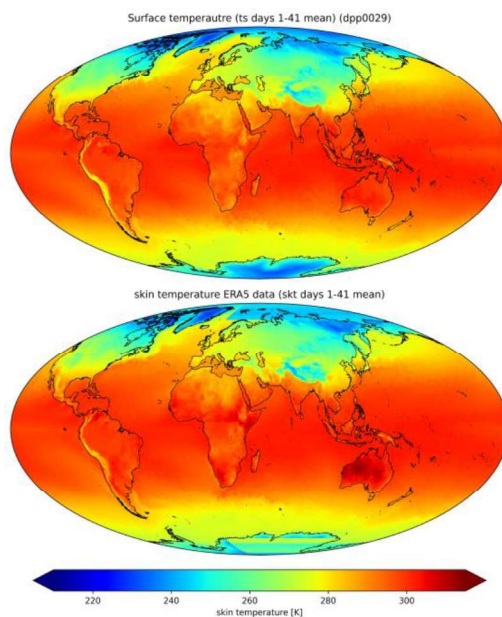 Surface temperautre (ts days 1-41 mean) (dpp0029)
skin temperature ERA5 data (skt days 1-41 mean)
220 240 260 280 300
skin temperature [K]